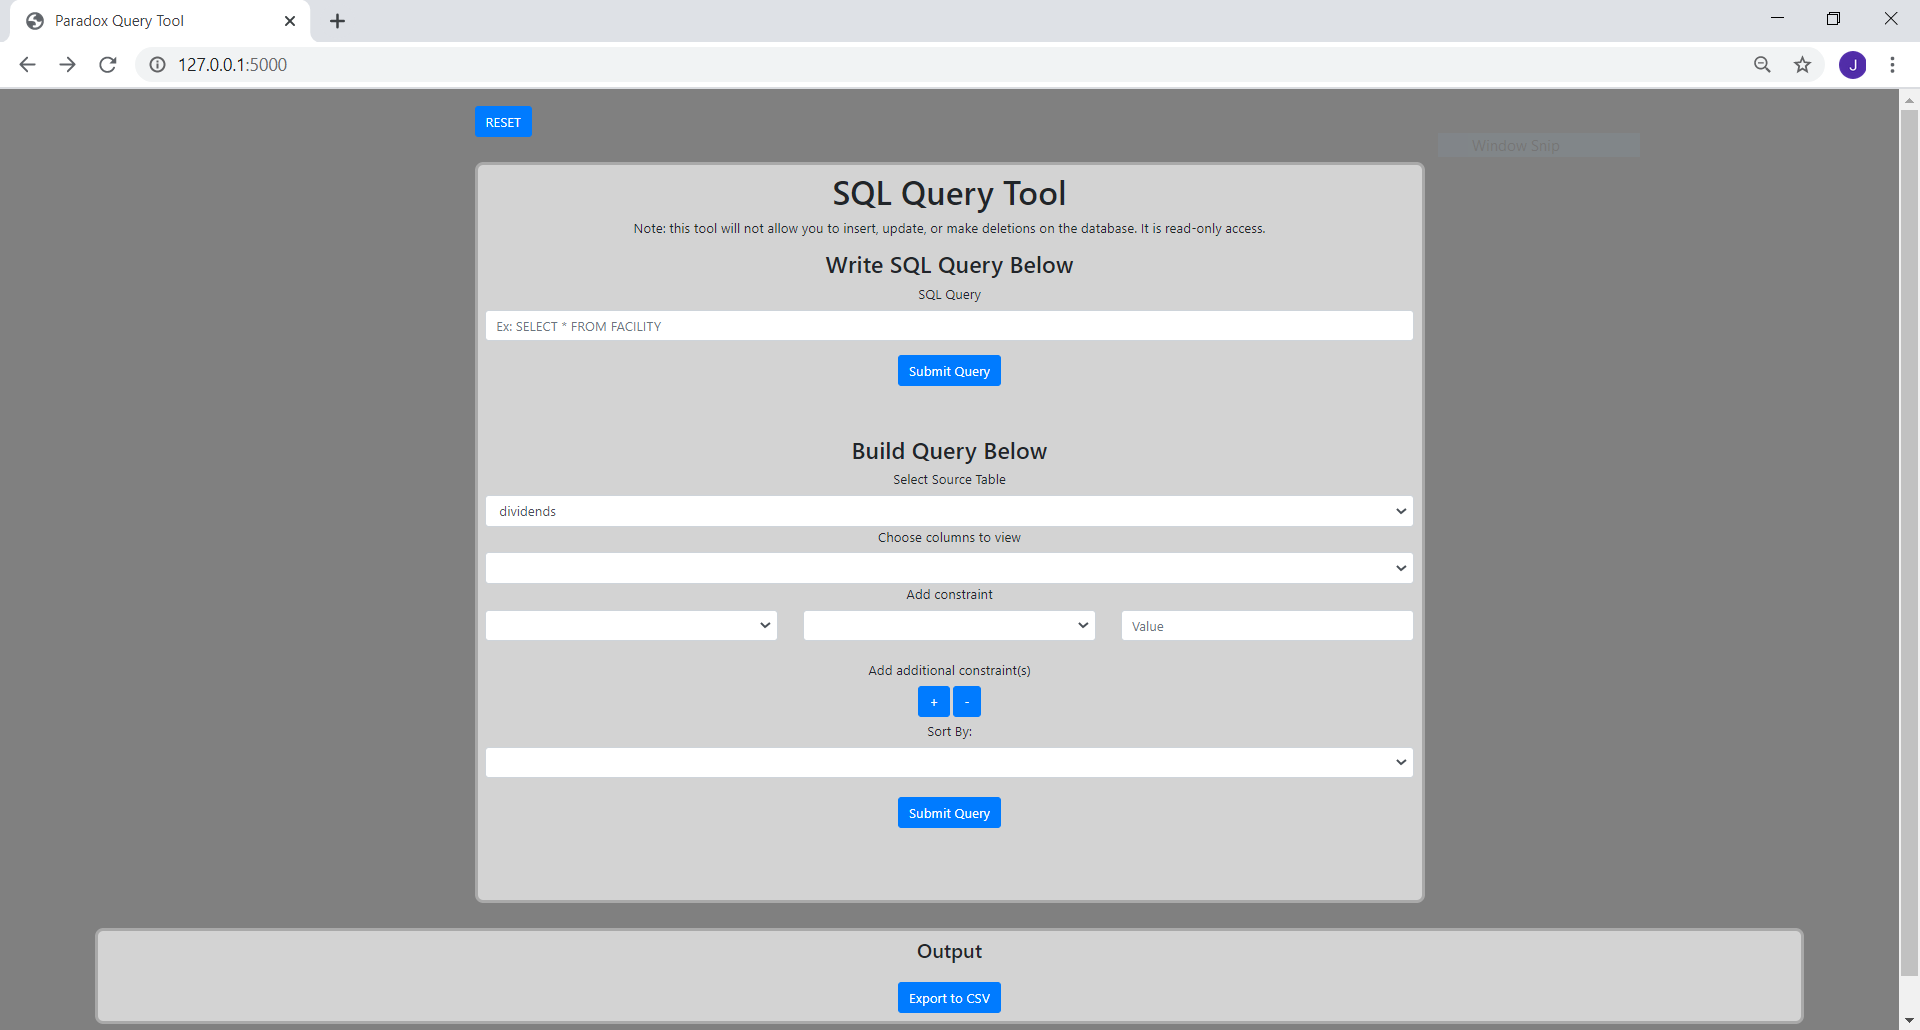 Paradox Query Tool
127.0.0.1:5000
J
RESET
Window Snip
SQL Query Tool
Note: this tool will not allow you to insert, update, or make deletions on the database. It is read-only access.
Write SQL Query Below
SQL Query
Ex: SELECT * FROM FACILITY
Submit Query
Build Query Below
Select Source Table
dividends
Choose columns to view
Add constraint
Value
Add additional constraint(s)
+ -
Sort By:
Submit Query
Output
Export to CSV